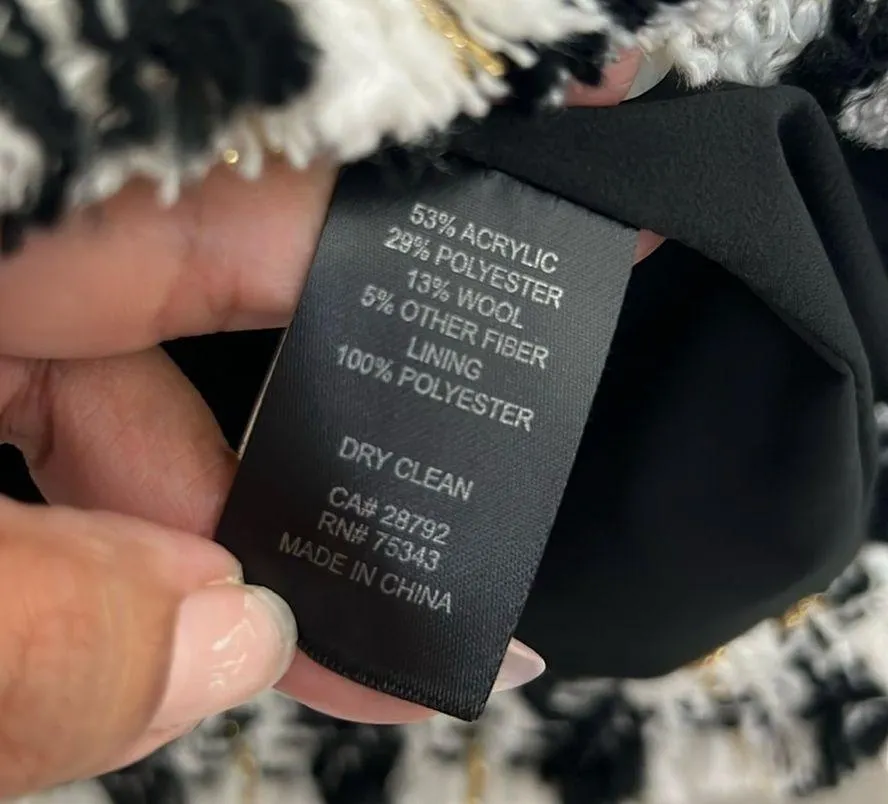 53% ACRYLIC
29% POLYESTER
13% WOOL
5% OTHER FIBER
LINING
100% POLYESTER
DRY CLEAN
CA# 28792
RN# 75343
MADE IN CHINA